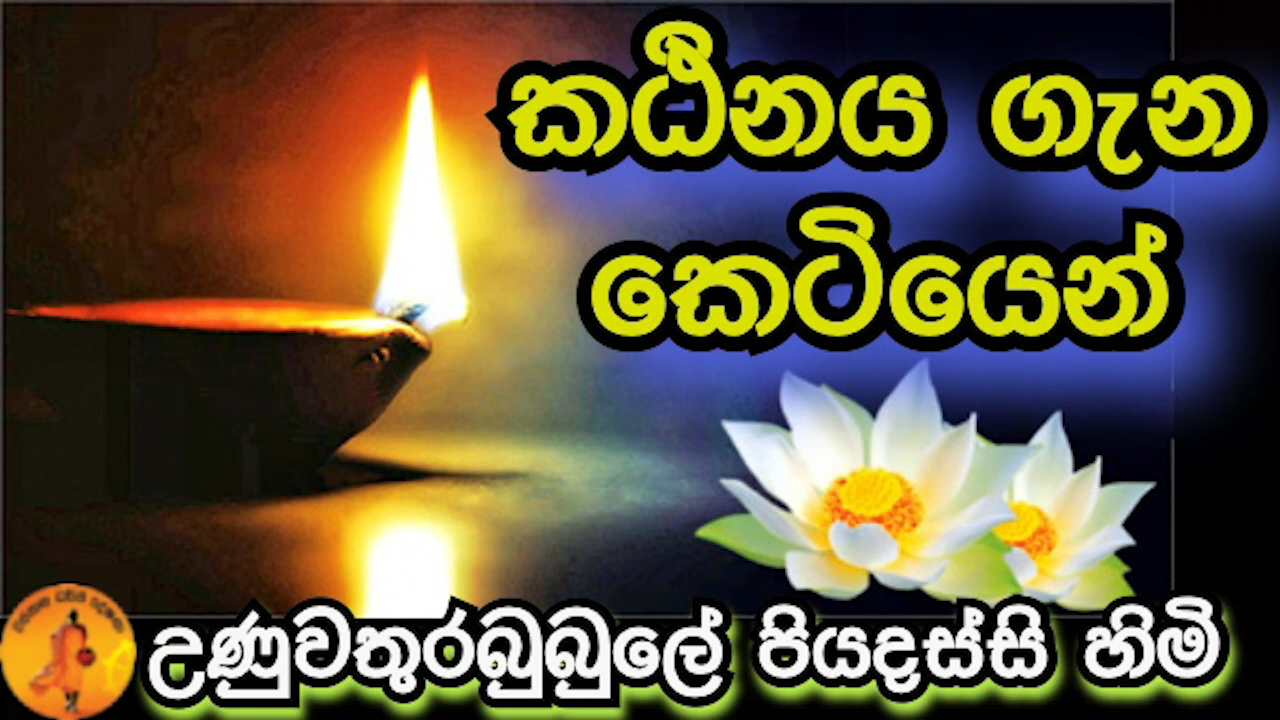 කඨිනය ගැන
කෙටියෙන්
උණුවතුරබුබුලේ පියදස්සි හිමි